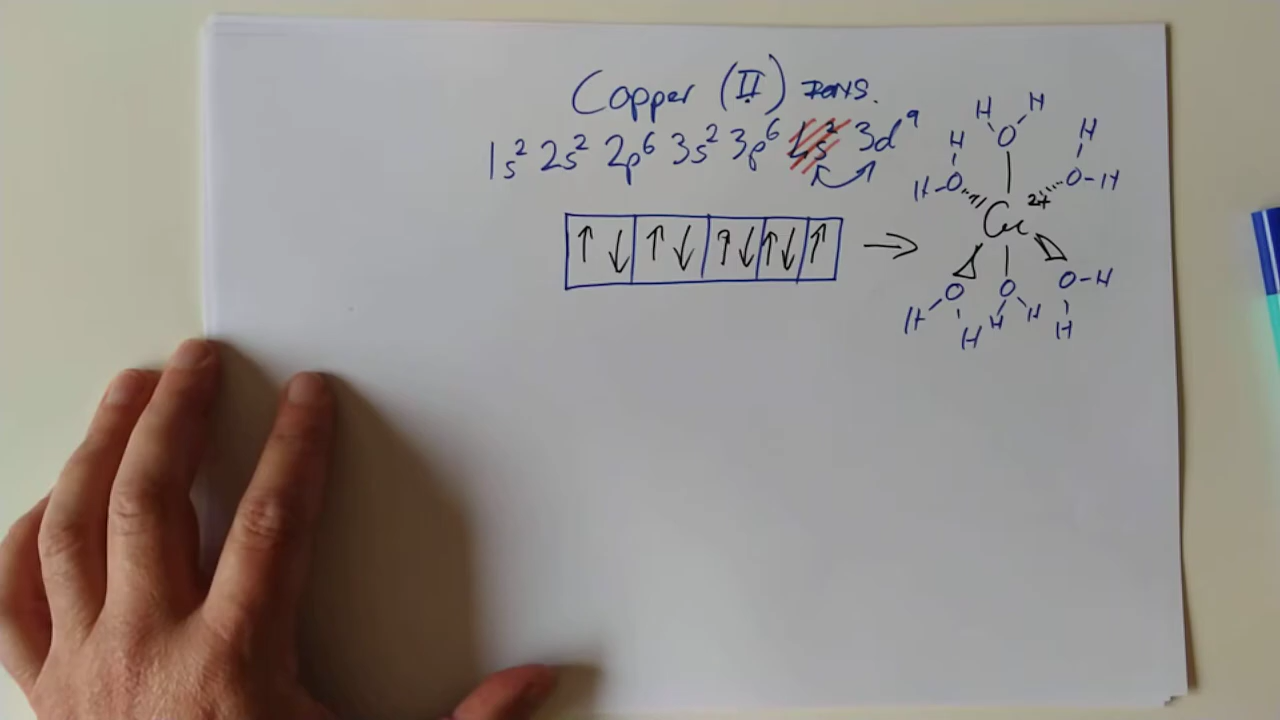 Copper (II) IONS.
1s² 2s² 2p⁶ 3s² 3p⁶ 4s² 3d⁹
↑ ↓ ↑ ↓ ↑ ↓ ↑ ↓ ↑ →
H H
H O H
H-O O-H
Cu 2+
O O O-H
H H H H H